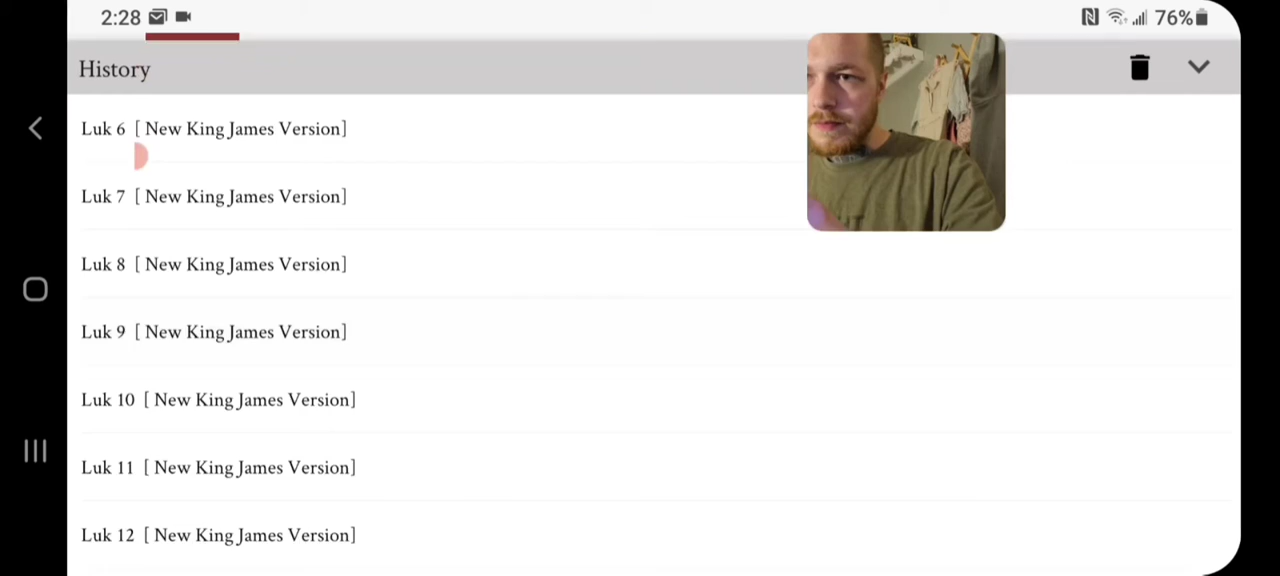 2:28 76%
History
Luk 6 [ New King James Version]
Luk 7 [ New King James Version]
Luk 8 [ New King James Version]
Luk 9 [ New King James Version]
Luk 10 [ New King James Version]
Luk 11 [ New King James Version]
Luk 12 [ New King James Version]